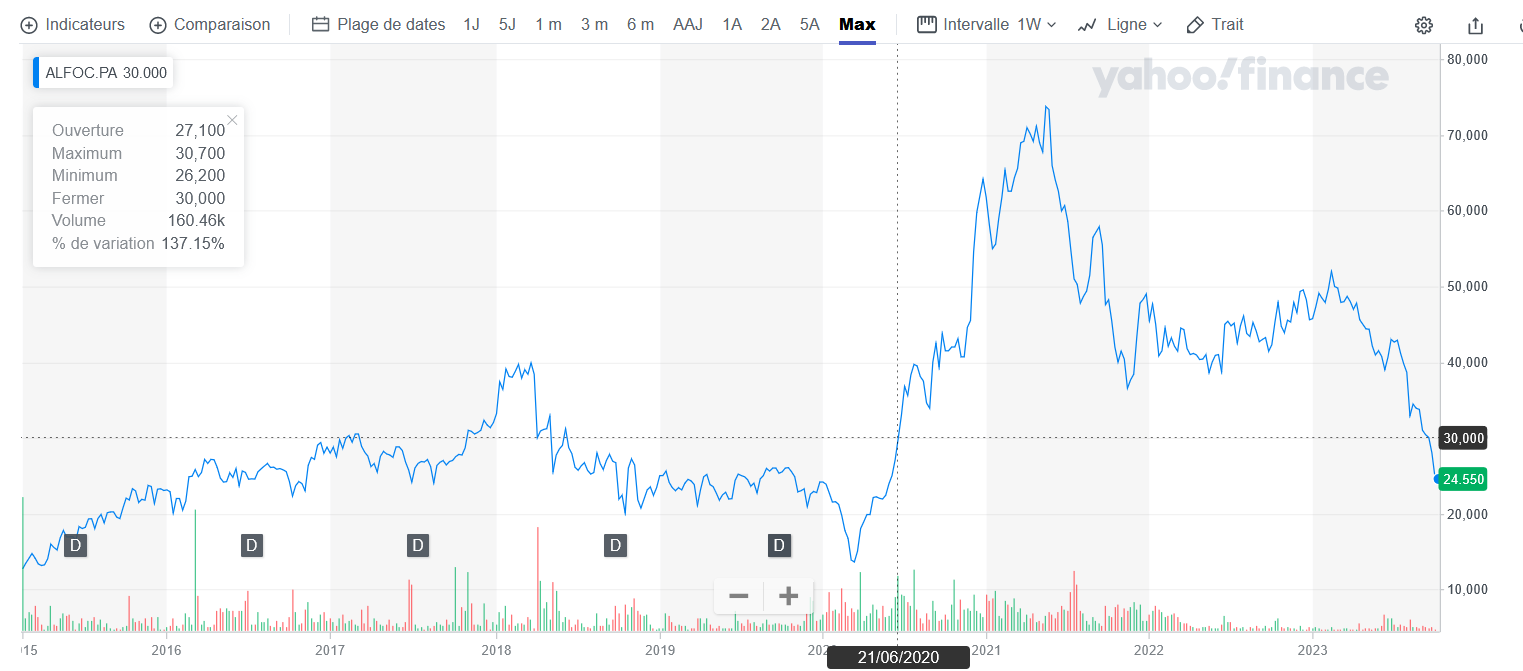 Indicateurs Comparaison Plage de dates 1J 5J 1 m 3 m 6 m AAJ 1A 2A 5A Max Intervalle 1W Ligne Trait
80,000
yahoo!finance
ALFOC.PA 30.000
Ouverture 27,100
Maximum 30,700
Minimum 26,200
Fermer 30,000
Volume 160.46k
% de variation 137.15%
70,000
60,000
50,000
40,000
30,000
24.550
20,000
D D D D D
10,000
15 2016 2017 2018 2019 202 2021 2022 2023
21/06/2020